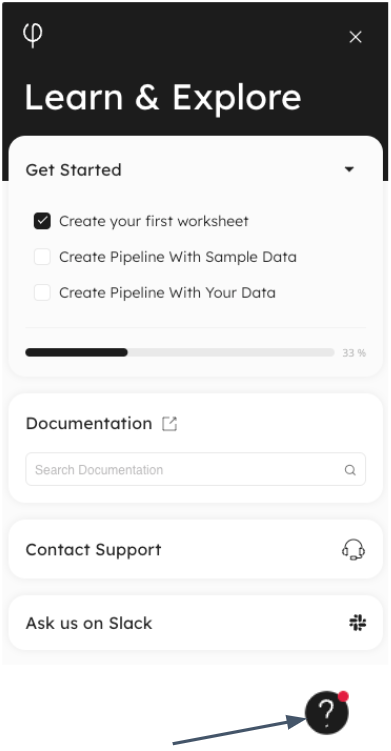 φ
Learn & Explore
Get Started
Create your first worksheet
Create Pipeline With Sample Data
Create Pipeline With Your Data
33 %
Documentation
Search Documentation
Contact Support
Ask us on Slack
?